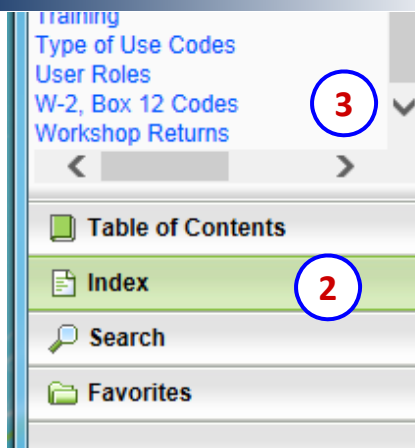 Training
Type of Use Codes
User Roles
W-2, Box 12 Codes
3
Workshop Returns
Table of Contents
Index
2
Search
Favorites